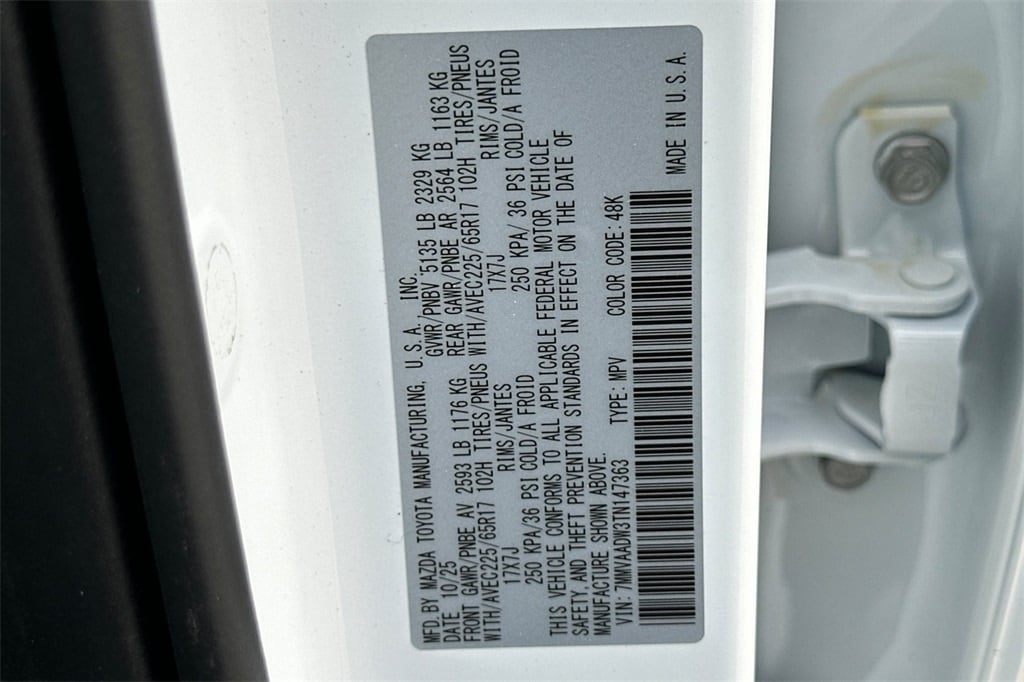 MFD. BY MAZDA TOYOTA MANUFACTURING, U.S.A. INC.
DATE 10/25 GVWR/PNBV 5135 LB 2329 KG
FRONT GAWR/PNBE AV 2593 LB 1176 KG REAR GAWR/PNBE AR 2564 LB 1163 KG
WITH/AVEC225/65R17 102H TIRES/PNEUS WITH/AVEC225/65R17 102H TIRES/PNEUS
17X7J RIMS/JANTES 17X7J RIMS/JANTES
250 KPA/36 PSI COLD/A FROID 250 KPA/ 36 PSI COLD/A FROID
THIS VEHICLE CONFORMS TO ALL APPLICABLE FEDERAL MOTOR VEHICLE
SAFETY AND THEFT PREVENTION STANDARDS IN EFFECT ON THE DATE OF
MANUFACTURE SHOWN ABOVE.
VIN: 7MMVAADW3TN147363 TYPE: MPV COLOR CODE: 48K
MADE IN U.S.A.